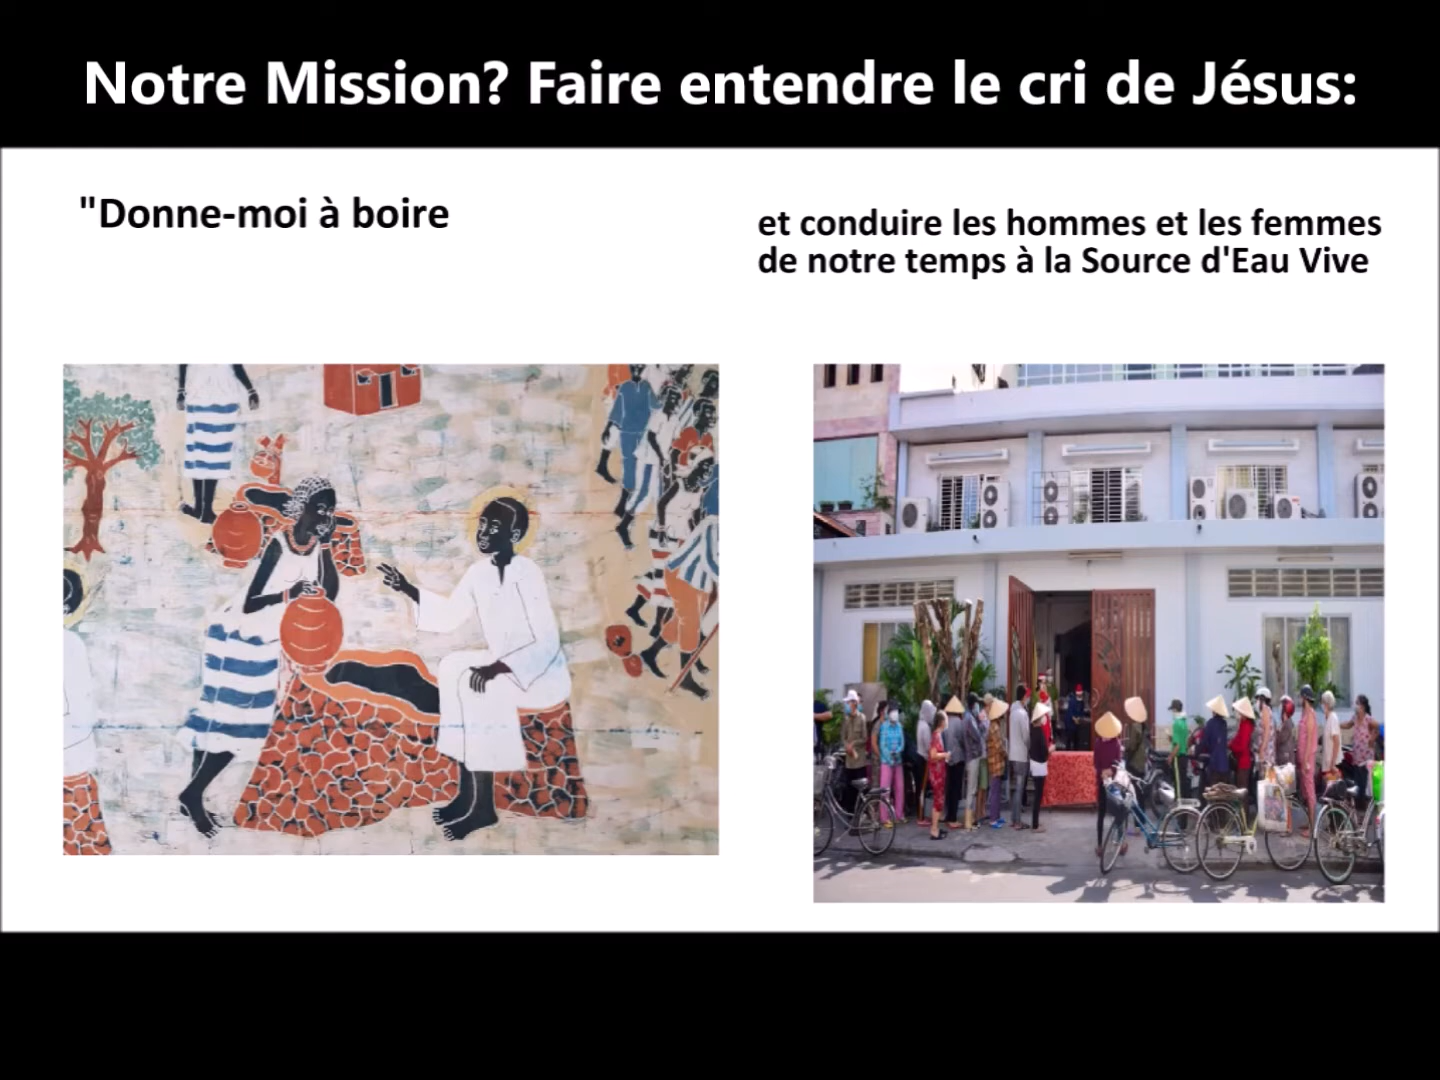 Notre Mission? Faire entendre le cri de Jésus:
"Donne-moi à boire
et conduire les hommes et les femmes
de notre temps à la Source d'Eau Vive